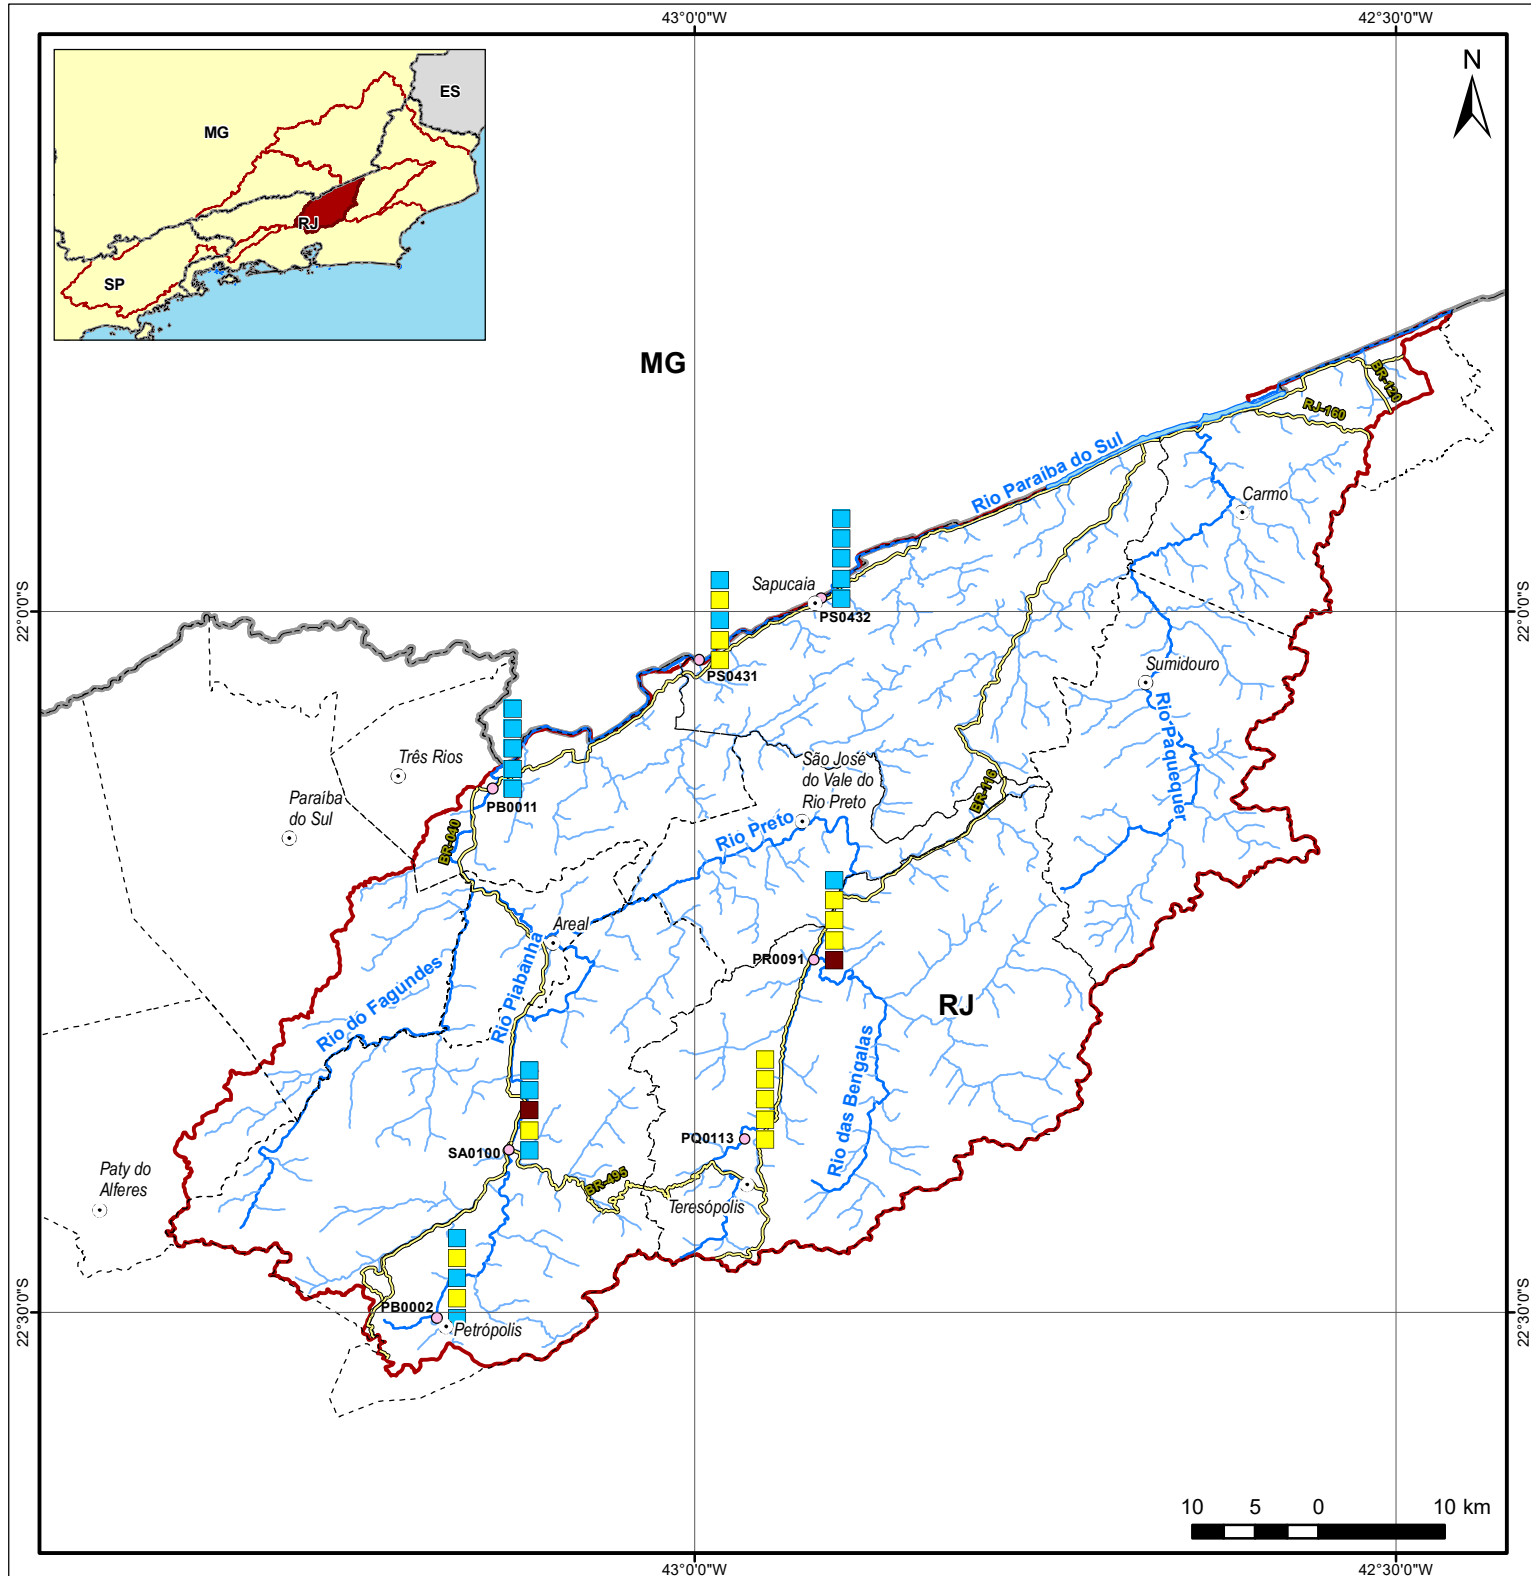 43°0'0"W
42°30'0"W
N
ES
MG
RJ
SP
MG
BR-120
RJ-160
Rio Paraíba do Sul
Carmo
22°0'0"S
22°0'0"S
Sapucaia
PS0432
PS0431
Sumidouro
Rio Paquequer
Três Rios
São José
do Vale do
Rio Preto
Paraíba
do Sul
PB0011
BR-116
BR-040
Rio Preto
Areal
PR0091
RJ
Rio do Fagundes
Rio Piabanha
Rio das Bengalas
PQ0113
SA0100
Paty do
Alferes
BR-495
Teresópolis
22°30'0"S
22°30'0"S
PB0002
Petrópolis
10 5 0 10 km
43°0'0"W
42°30'0"W